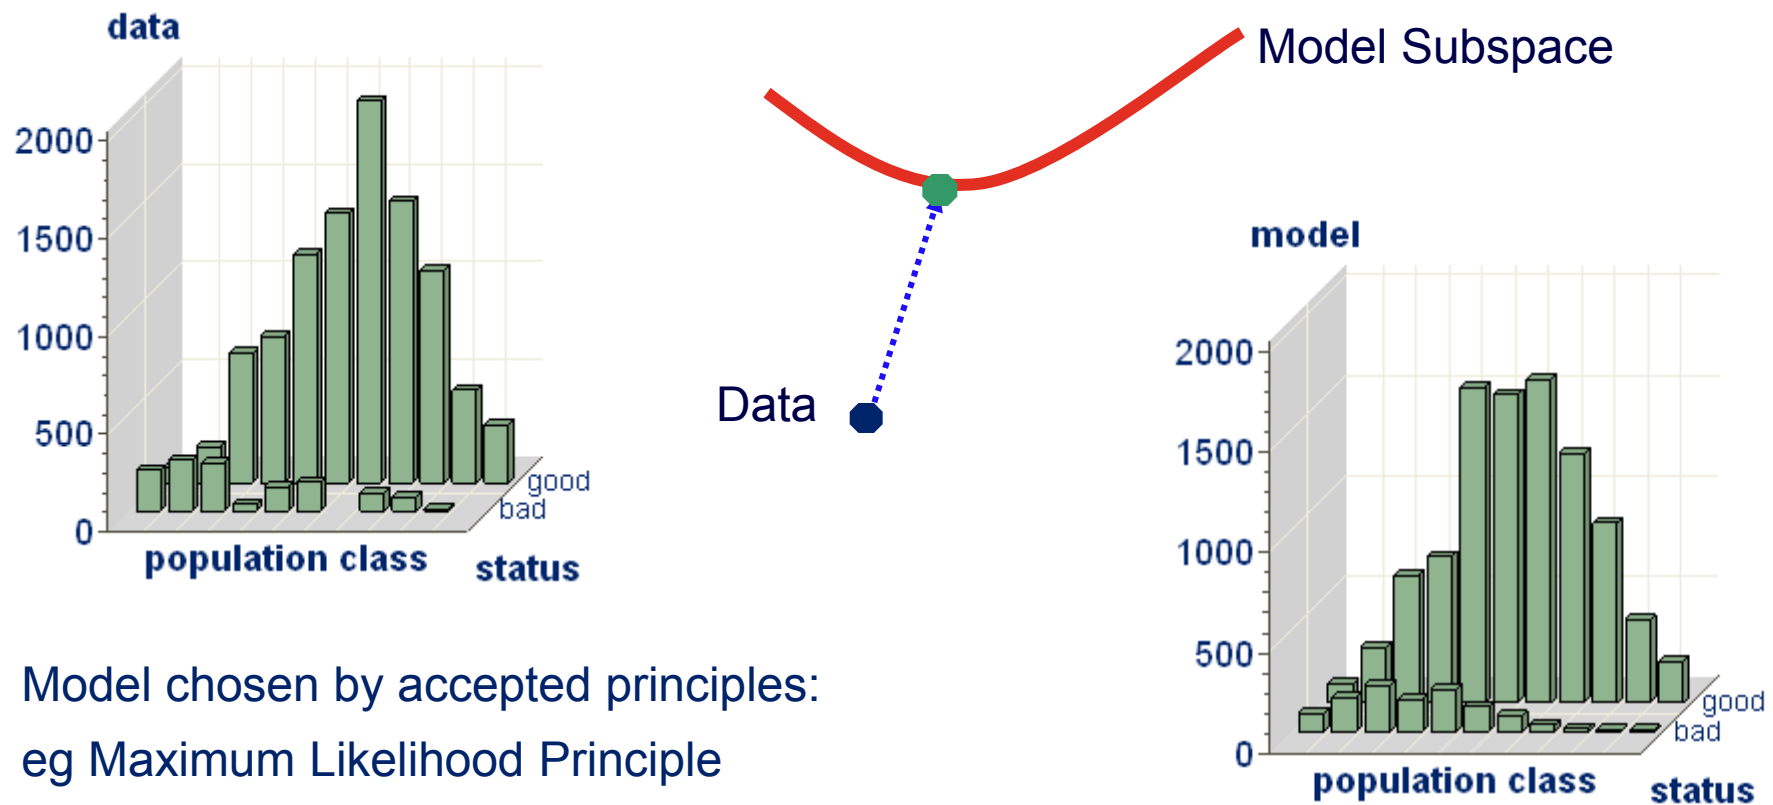 data
2000
1500
1000
500
0
good
bad
population class
status
Model Subspace
Data
model
2000
1500
1000
500
0
good
bad
population class
status
Model chosen by accepted principles:
eg Maximum Likelihood Principle